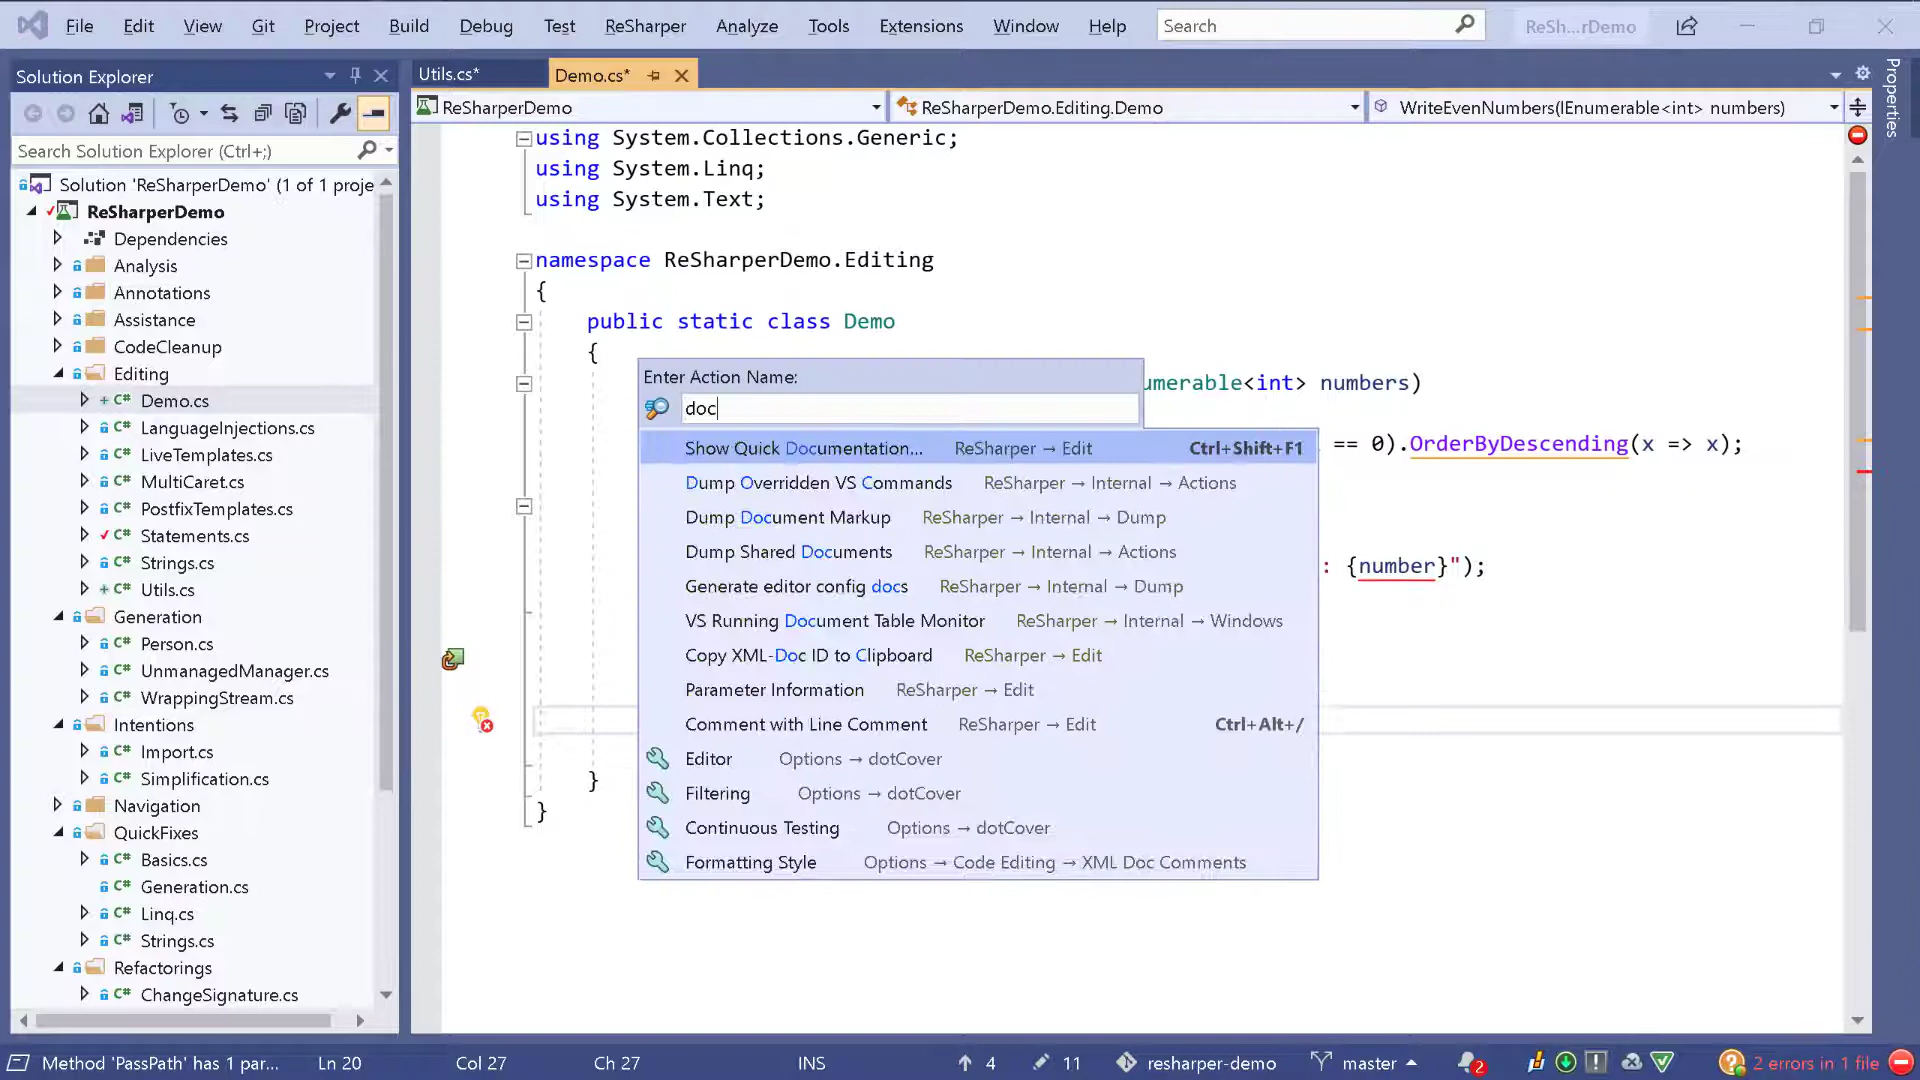 File Edit View Git Project Build Debug Test ReSharper Analyze Tools Extensions Window Help Search ReSh...rDemo
Solution Explorer
Utils.cs* Demo.cs*
Properties
ReSharperDemo ReSharperDemo.Editing.Demo WriteEvenNumbers(IEnumerable<int> numbers)
Search Solution Explorer (Ctrl+;)
Solution 'ReSharperDemo' (1 of 1 proje
ReSharperDemo
Dependencies
Analysis
Annotations
Assistance
CodeCleanup
Editing
C# Demo.cs
C# LanguageInjections.cs
C# LiveTemplates.cs
C# MultiCaret.cs
C# PostfixTemplates.cs
C# Statements.cs
C# Strings.cs
C# Utils.cs
Generation
C# Person.cs
C# UnmanagedManager.cs
C# WrappingStream.cs
Intentions
C# Import.cs
C# Simplification.cs
Navigation
QuickFixes
C# Basics.cs
C# Generation.cs
C# Linq.cs
C# Strings.cs
Refactorings
C# ChangeSignature.cs
using System.Collections.Generic;
using System.Linq;
using System.Text;
namespace ReSharperDemo.Editing
{
public static class Demo
{
umerable<int> numbers)
== 0).OrderByDescending(x => x);
: {number}");
}
}
Enter Action Name:
doc
Show Quick Documentation... ReSharper → Edit Ctrl+Shift+F1
Dump Overridden VS Commands ReSharper → Internal → Actions
Dump Document Markup ReSharper → Internal → Dump
Dump Shared Documents ReSharper → Internal → Actions
Generate editor config docs ReSharper → Internal → Dump
VS Running Document Table Monitor ReSharper → Internal → Windows
Copy XML-Doc ID to Clipboard ReSharper → Edit
Parameter Information ReSharper → Edit
Comment with Line Comment ReSharper → Edit Ctrl+Alt+/
Editor Options → dotCover
Filtering Options → dotCover
Continuous Testing Options → dotCover
Formatting Style Options → Code Editing → XML Doc Comments
Method 'PassPath' has 1 par... Ln 20 Col 27 Ch 27 INS 4 11 resharper-demo master 2 2 errors in 1 file